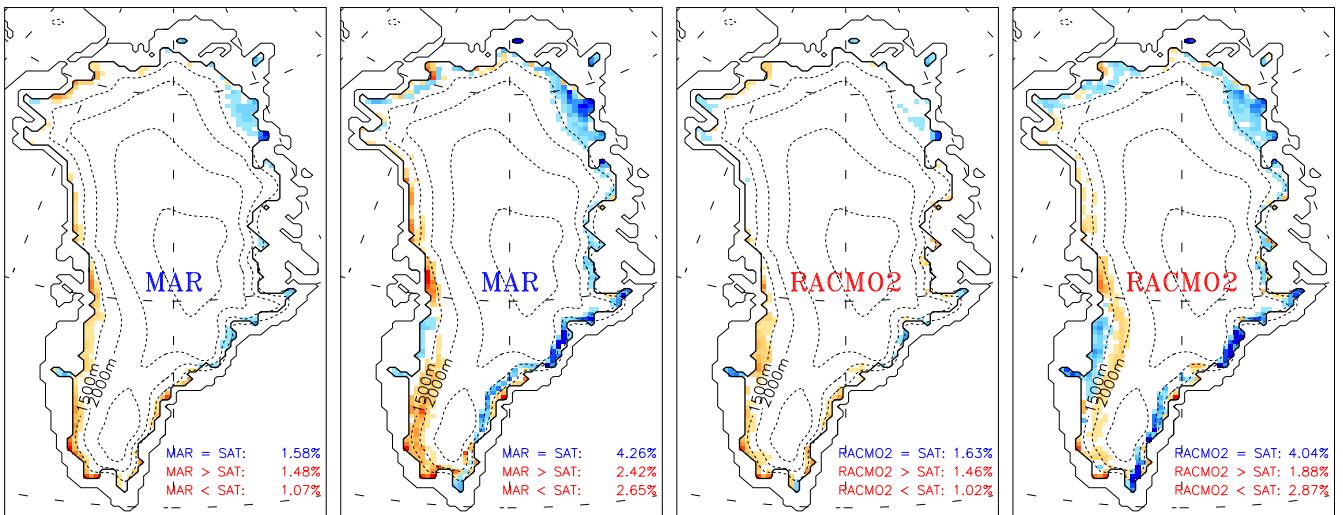 MAR
1500m
2000m
MAR = SAT: 1.58%
MAR > SAT: 1.48%
MAR < SAT: 1.07%
MAR
1500m
2000m
MAR = SAT: 4.26%
MAR > SAT: 2.42%
MAR < SAT: 2.65%
RACMO2
1500m
2000m
RACMO2 = SAT: 1.63%
RACMO2 > SAT: 1.46%
RACMO2 < SAT: 1.02%
RACMO2
1500m
2000m
RACMO2 = SAT: 4.04%
RACMO2 > SAT: 1.88%
RACMO2 < SAT: 2.87%